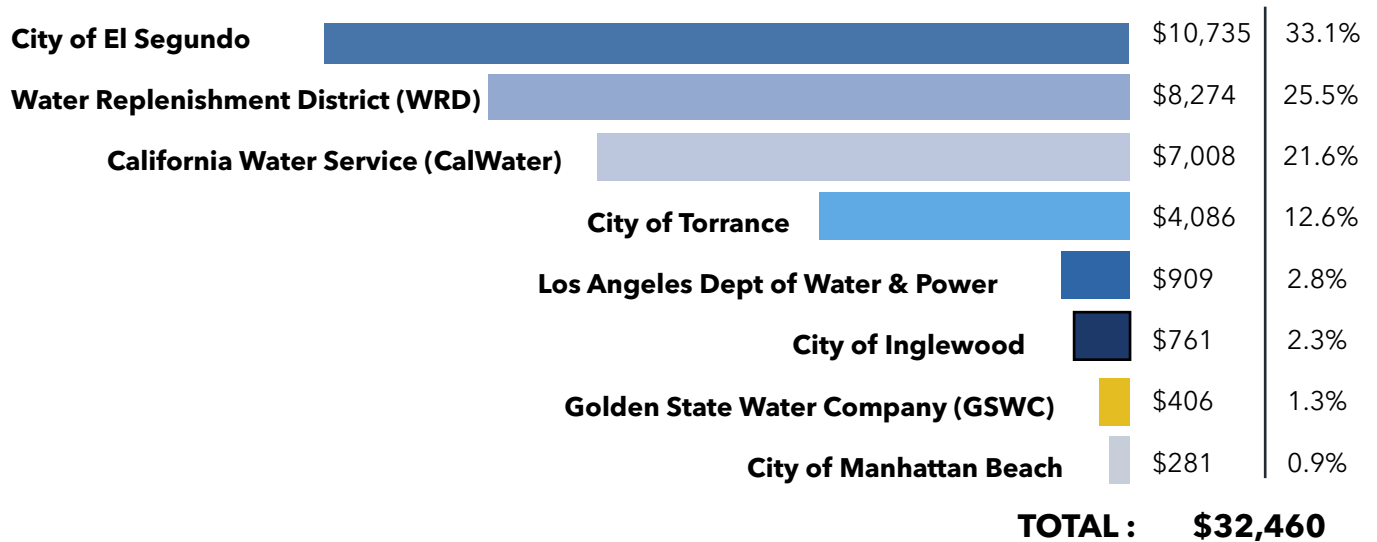 City of El Segundo $10,735 33.1%
Water Replenishment District (WRD) $8,274 25.5%
California Water Service (CalWater) $7,008 21.6%
City of Torrance $4,086 12.6%
Los Angeles Dept of Water & Power $909 2.8%
City of Inglewood $761 2.3%
Golden State Water Company (GSWC) $406 1.3%
City of Manhattan Beach $281 0.9%
TOTAL : $32,460